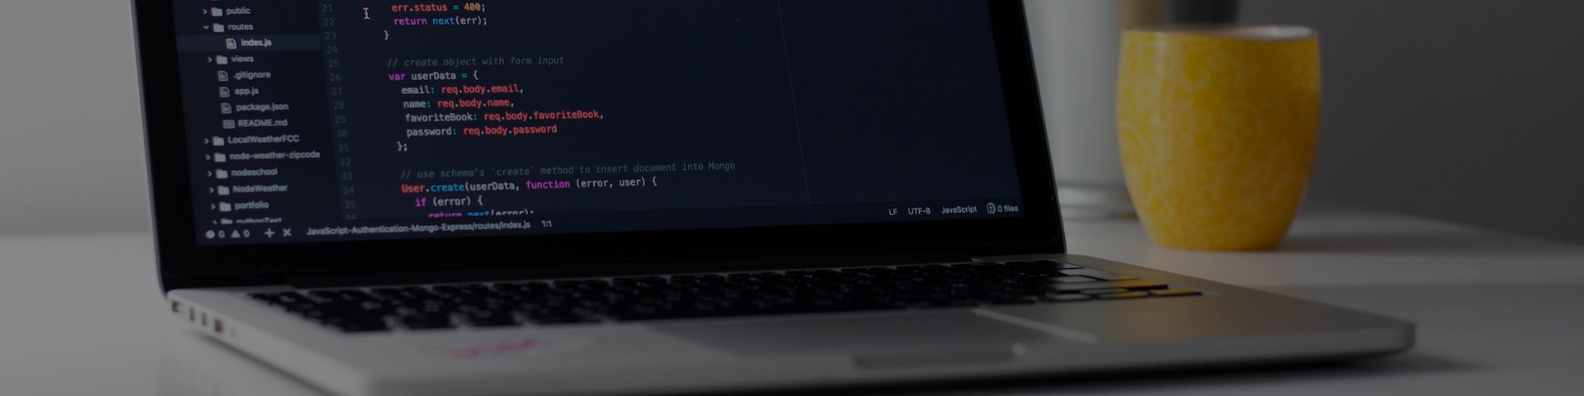 public
routes
index.js
views
.gitignore
app.js
package.json
README.md
LocalWeatherFCC
node-weather-zipcode
nodeschool
NodeWeather
portfolio
pythonTest
21 err.status = 400;
22 return next(err);
23 }
24
25 // create object with form input
26 var userData = {
27 email: req.body.email,
28 name: req.body.name,
29 favoriteBook: req.body.favoriteBook,
30 password: req.body.password
31 };
32
33 // use schema's `create` method to insert document into Mongo
34 User.create(userData, function (error, user) {
35 if (error) {
36 return next(error);
0 0 + × JavaScript-Authentication-Mongo-Express/routes/index.js 1:1 LF UTF-8 JavaScript 0 files